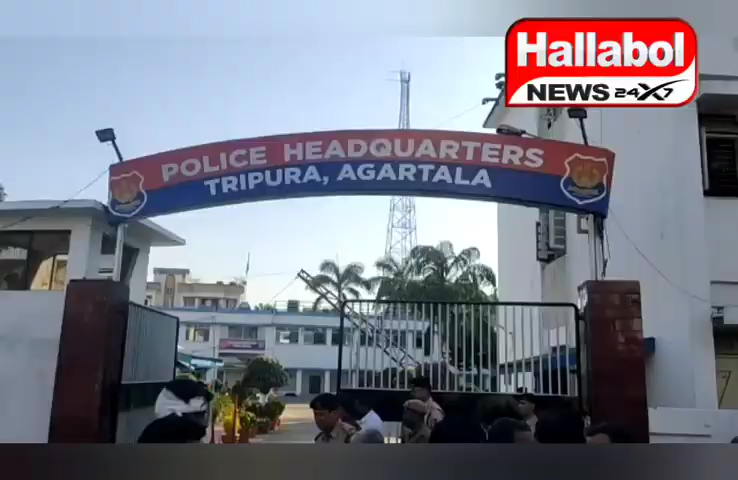 Hallabol
NEWS 24X7
POLICE HEADQUARTERS
TRIPURA, AGARTALA